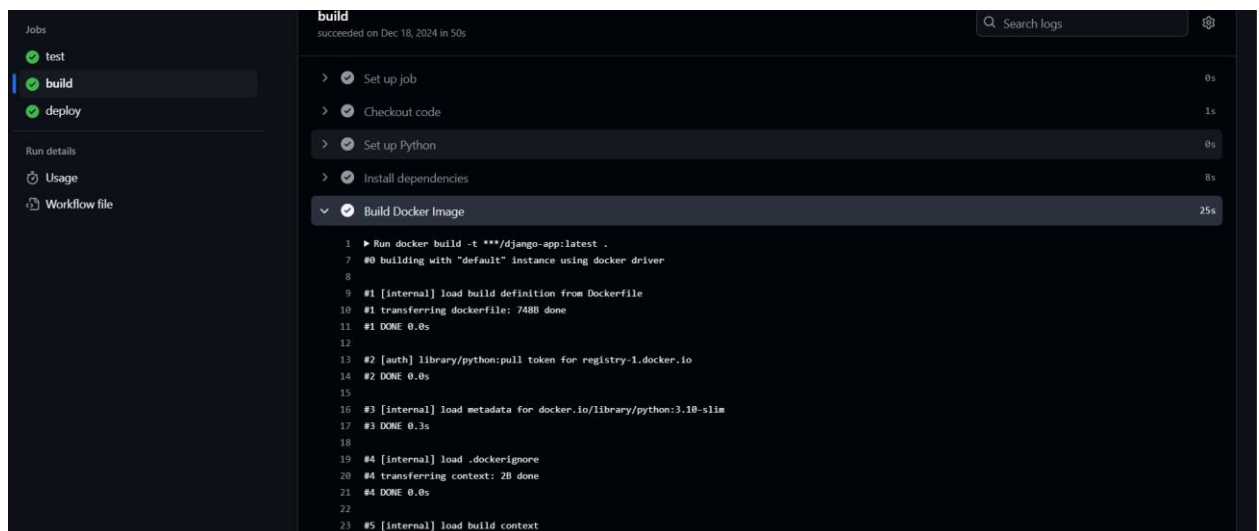 Jobs
test
build
deploy
Run details
Usage
Workflow file
build
succeeded on Dec 18, 2024 in 50s
Search logs
Set up job 0s
Checkout code 1s
Set up Python 0s
Install dependencies 8s
Build Docker Image 25s
1 Run docker build -t ***/django-app:latest .
7 #0 building with "default" instance using docker driver
8
9 #1 [internal] load build definition from Dockerfile
10 #1 transferring dockerfile: 748B done
11 #1 DONE 0.0s
12
13 #2 [auth] library/python:pull token for registry-1.docker.io
14 #2 DONE 0.0s
15
16 #3 [internal] load metadata for docker.io/library/python:3.10-slim
17 #3 DONE 0.3s
18
19 #4 [internal] load .dockerignore
20 #4 transferring context: 2B done
21 #4 DONE 0.0s
22
23 #5 [internal] load build context